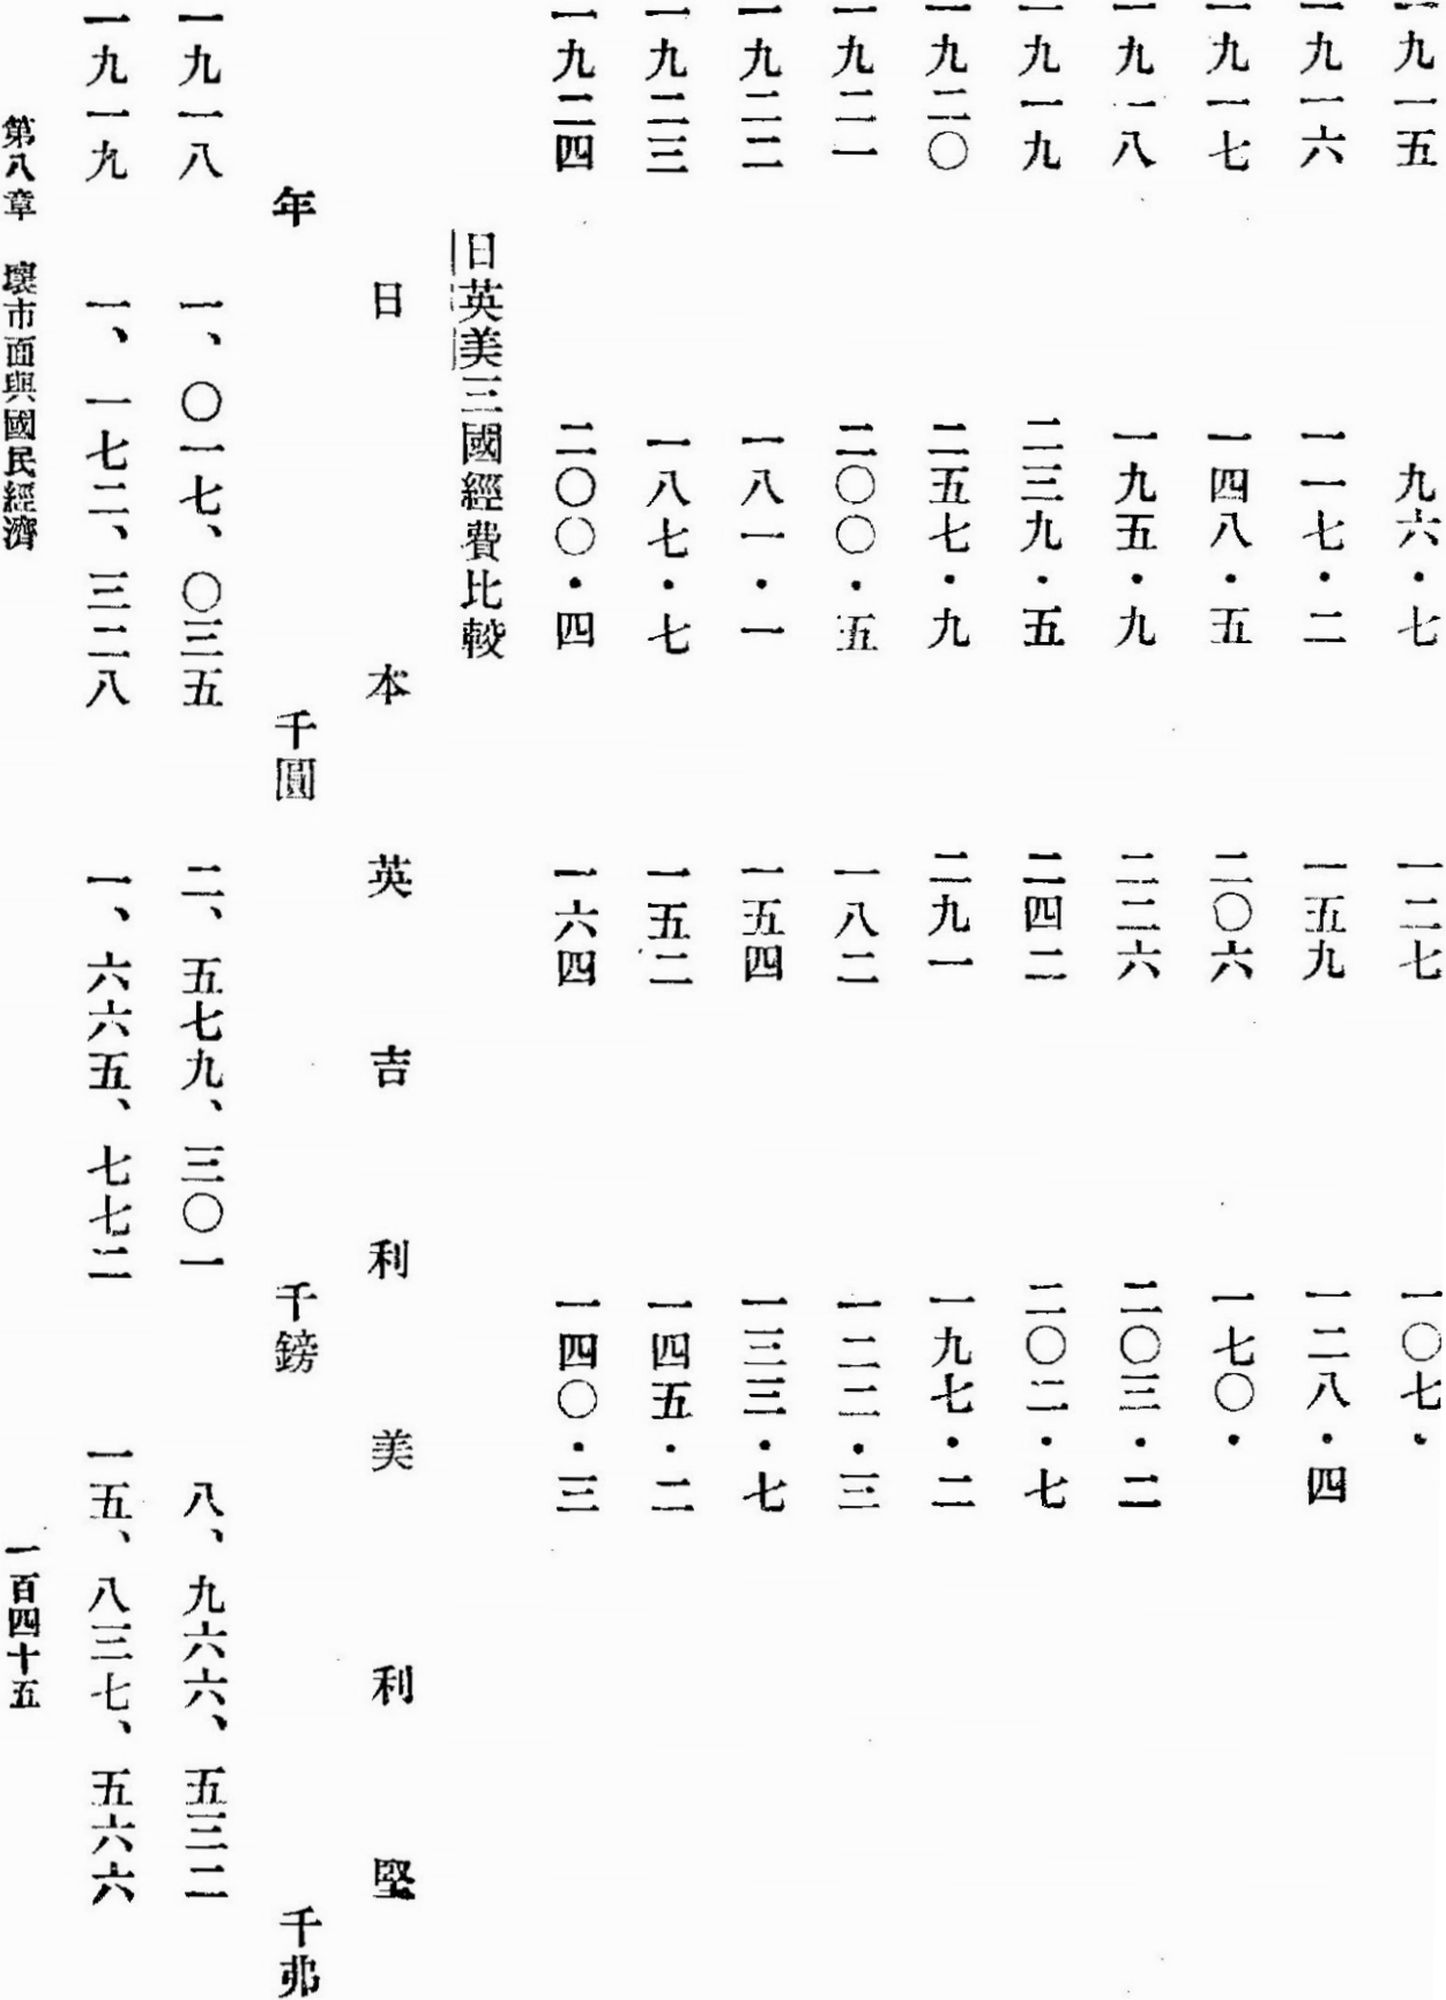 一九一五　九六・七　一二七　一〇七・
一九一六　一一七・二　一五九　一二八・四
一九一七　一四八・五　二〇六　一七〇・
一九一八　一九五・九　二二六　二〇三・二
一九一九　二三九・五　二四二　二〇二・七
一九二〇　二五七・九　二九一　一九七・二
一九二一　二〇〇・五　一八二　一二二・三
一九二二　一八一・一　一五四　一三三・七
一九二三　一八七・七　一五二　一四五・二
一九二四　二〇〇・四　一六四　一四〇・三
日英美三國經費比較
日本　英吉利　美利堅
年　千圓　千鎊　千弗
一九一八　一、〇一七、〇三五　二、五七九、三〇一　八、九六六、五三二
一九一九　一、一七二、三二八　一、六六五、七七二　一五、八三七、五六六
第八章　壞市面與國民經濟　一百四十五